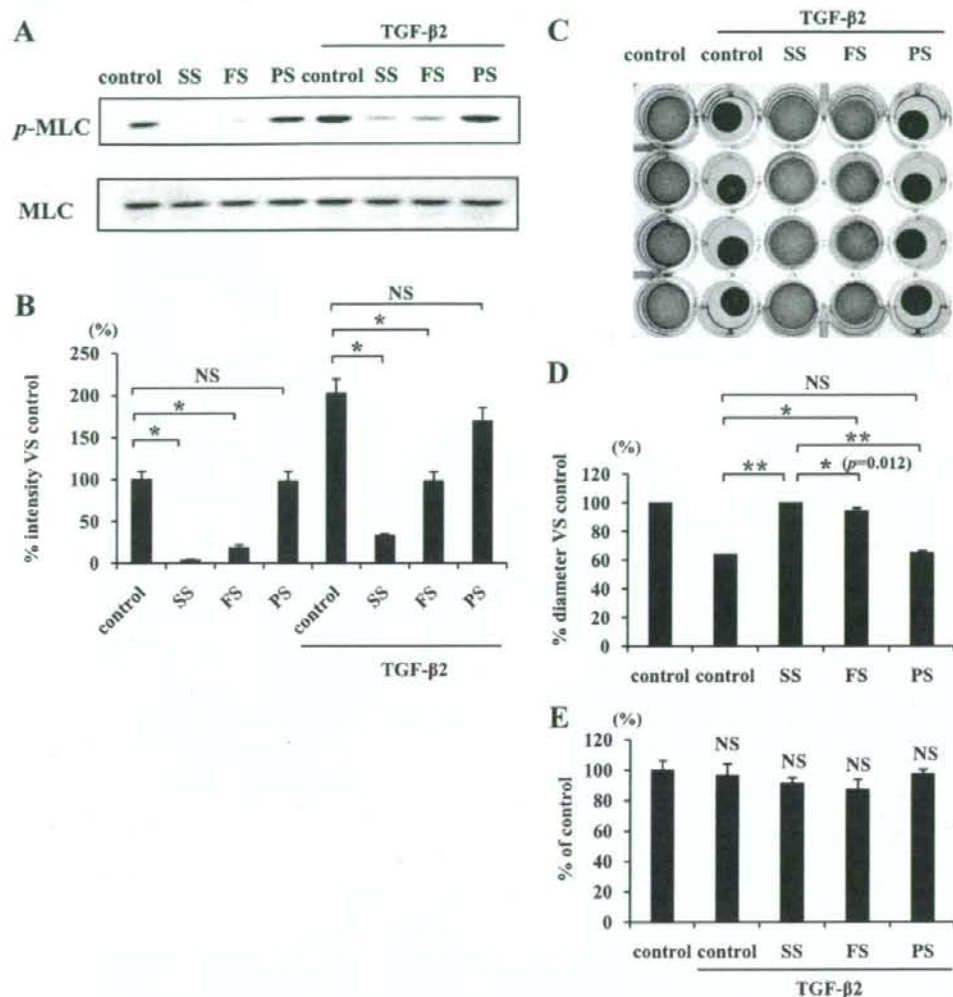 A
TGF-β2
control SS FS PS control SS FS PS
p-MLC
MLC
B
(%)
% intensity VS control
250
200
150
100
50
0
NS
*
*
NS
*
*
control SS FS PS control SS FS PS
TGF-β2
C
TGF-β2
control control SS FS PS
D
(%)
% diameter VS control
120
100
80
60
40
20
0
NS
*
**
** * (p=0.012)
control control SS FS PS
E
(%)
% of control
120
100
80
60
40
20
0
NS NS NS NS
control control SS FS PS
TGF-β2